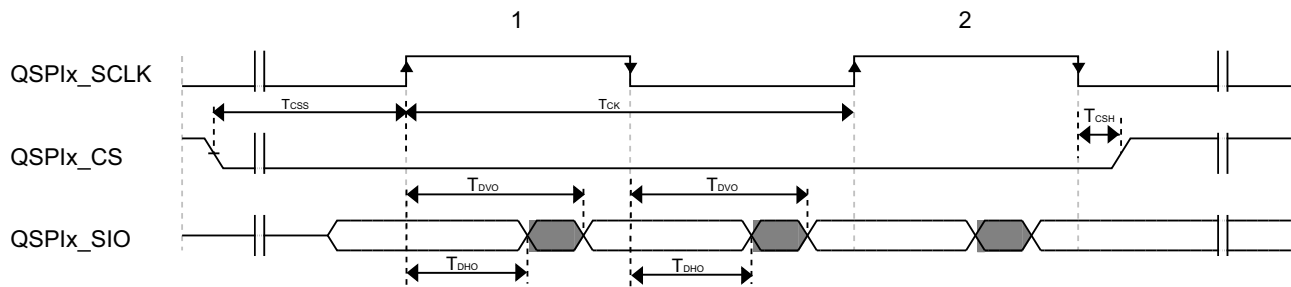 1 2
QSPIx_SCLK
TCSS TCK
TCSH
QSPIx_CS
TDVO TDVO
QSPIx_SIO
TDHO TDHO